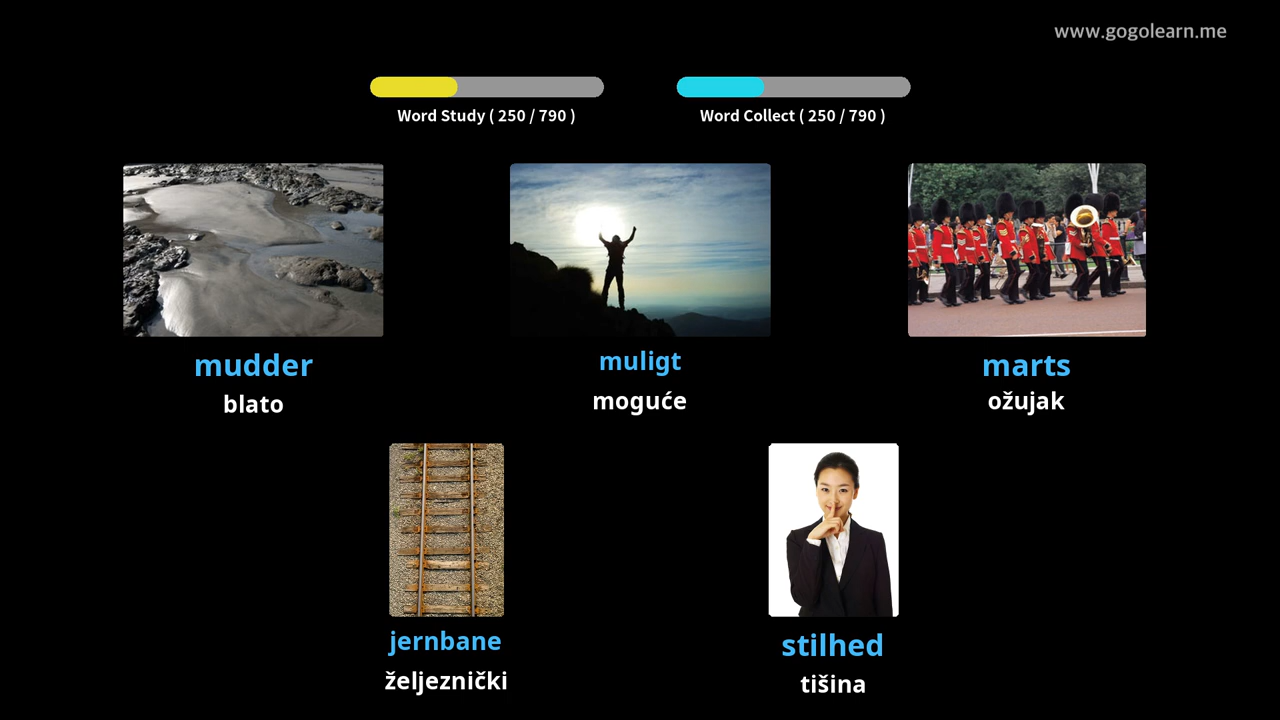 www.gogolearn.me
Word Study ( 250 / 790 )
Word Collect ( 250 / 790 )
mudder
blato
muligt
moguće
marts
ožujak
jernbane
željeznički
stilhed
tišina